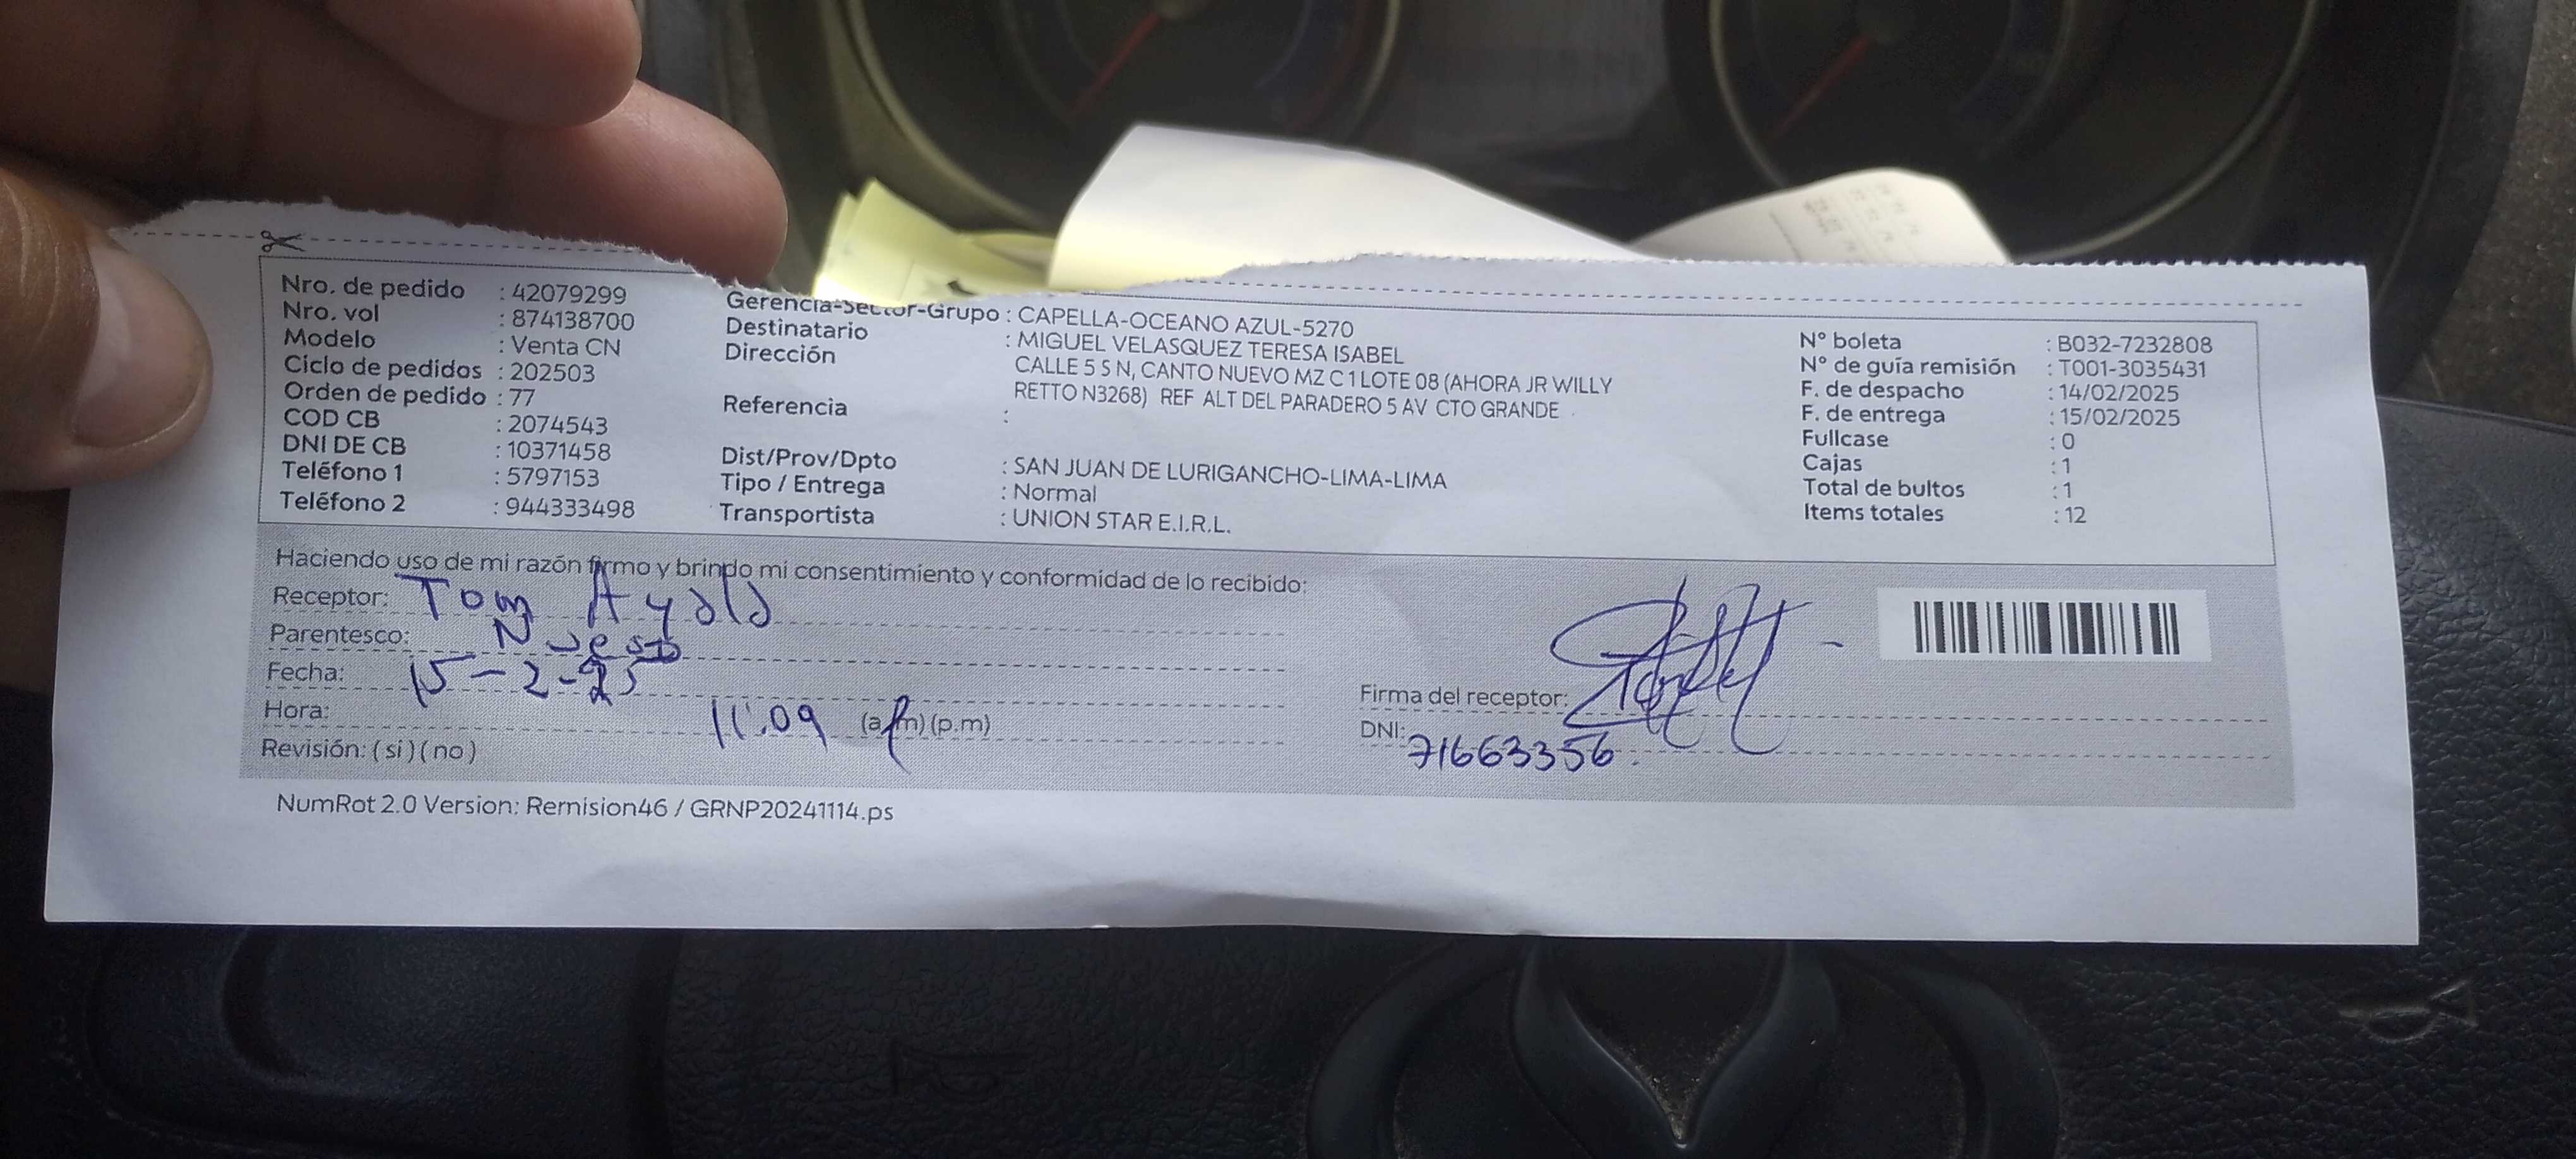 Nro. de pedido : 42079299
Nro. vol : 874138700
Modelo : Venta CN
Ciclo de pedidos : 202503
Orden de pedido : 77
COD CB : 2074543
DNI DE CB : 10371458
Teléfono 1 : 5797153
Teléfono 2 : 944333498
Gerencia-Sector-Grupo : CAPELLA-OCEANO AZUL-5270
Destinatario : MIGUEL VELASQUEZ TERESA ISABEL
Dirección CALLE 5 S N, CANTO NUEVO MZ C 1 LOTE 08 (AHORA JR WILLY
RETTO N3268) REF ALT DEL PARADERO 5 AV CTO GRANDE
Referencia :
Dist/Prov/Dpto : SAN JUAN DE LURIGANCHO-LIMA-LIMA
Tipo / Entrega : Normal
Transportista : UNION STAR E.I.R.L.
N° boleta : B032-7232808
N° de guía remisión : T001-3035431
F. de despacho : 14/02/2025
F. de entrega : 15/02/2025
Fullcase : 0
Cajas : 1
Total de bultos : 1
Items totales : 12
Haciendo uso de mi razón firmo y brindo mi consentimiento y conformidad de lo recibido:
Receptor: Tom Ayala
Parentesco:
Fecha: 15-2-25
Hora: 11:09 (a.m) (p.m)
Revisión: (si) (no)
Firma del receptor:
DNI: 71663356.
NumRot 2.0 Version: Remision46 / GRNP20241114.ps